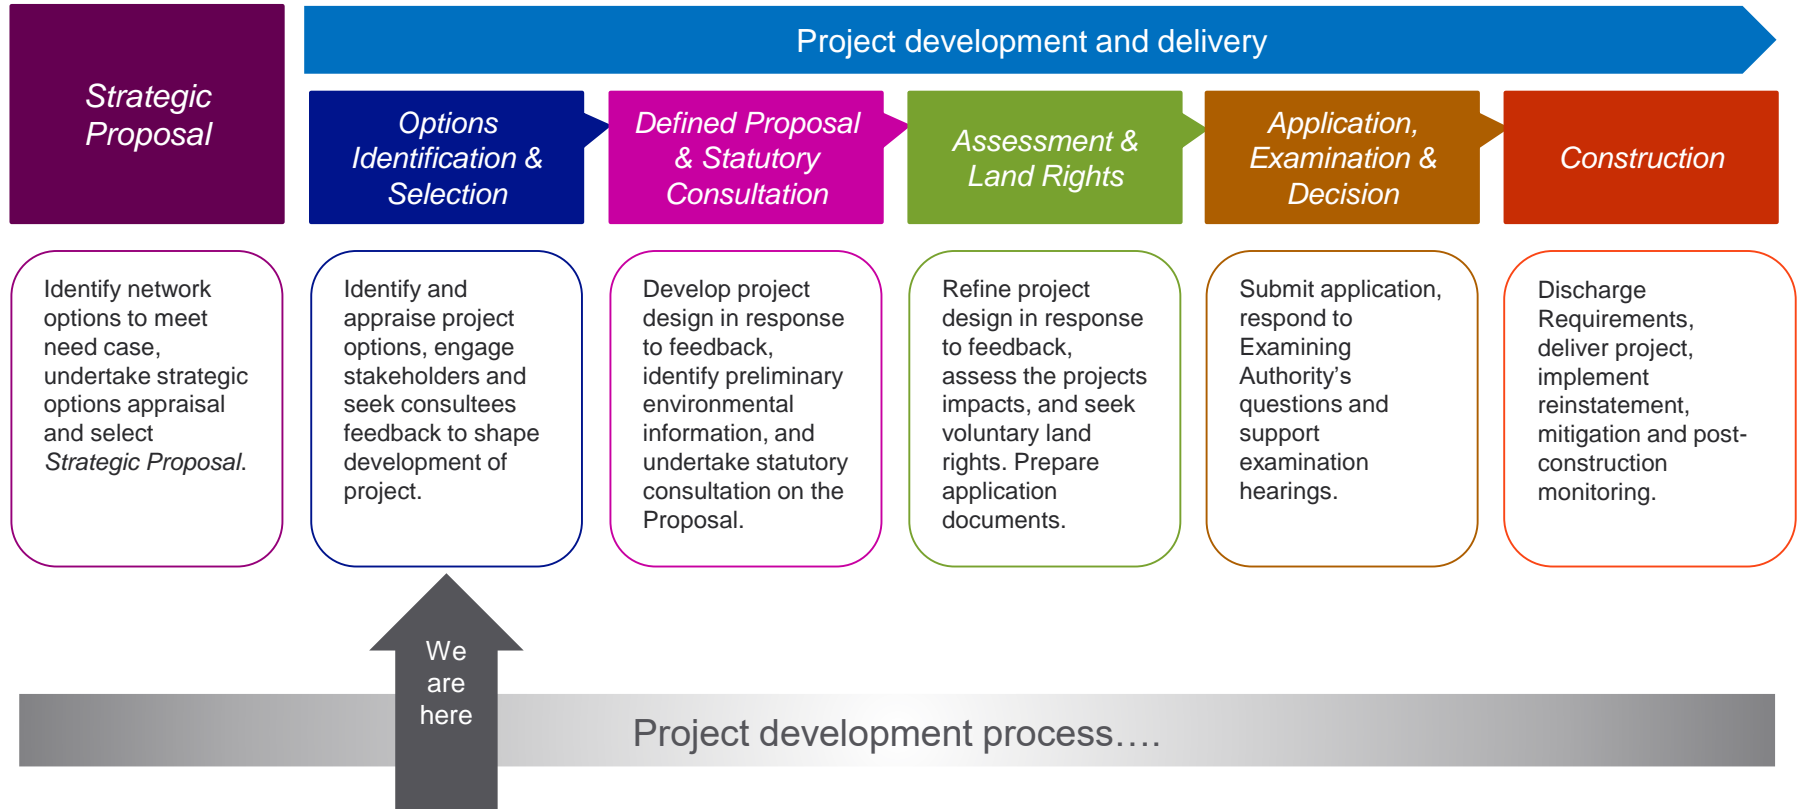 Strategic
Proposal
Project development and delivery
Options
Identification &
Selection
Defined Proposal
& Statutory
Consultation
Assessment &
Land Rights
Application,
Examination &
Decision
Construction
Identify network
options to meet
need case,
undertake strategic
options appraisal
and select
Strategic Proposal.
Identify and
appraise project
options, engage
stakeholders and
seek consultees
feedback to shape
development of
project.
Develop project
design in response
to feedback,
identify preliminary
environmental
information, and
undertake statutory
consultation on the
Proposal.
Refine project
design in response
to feedback,
assess the projects
impacts, and seek
voluntary land
rights. Prepare
application
documents.
Submit application,
respond to
Examining
Authority’s
questions and
support
examination
hearings.
Discharge
Requirements,
deliver project,
implement
reinstatement,
mitigation and post-
construction
monitoring.
We
are
here
Project development process….